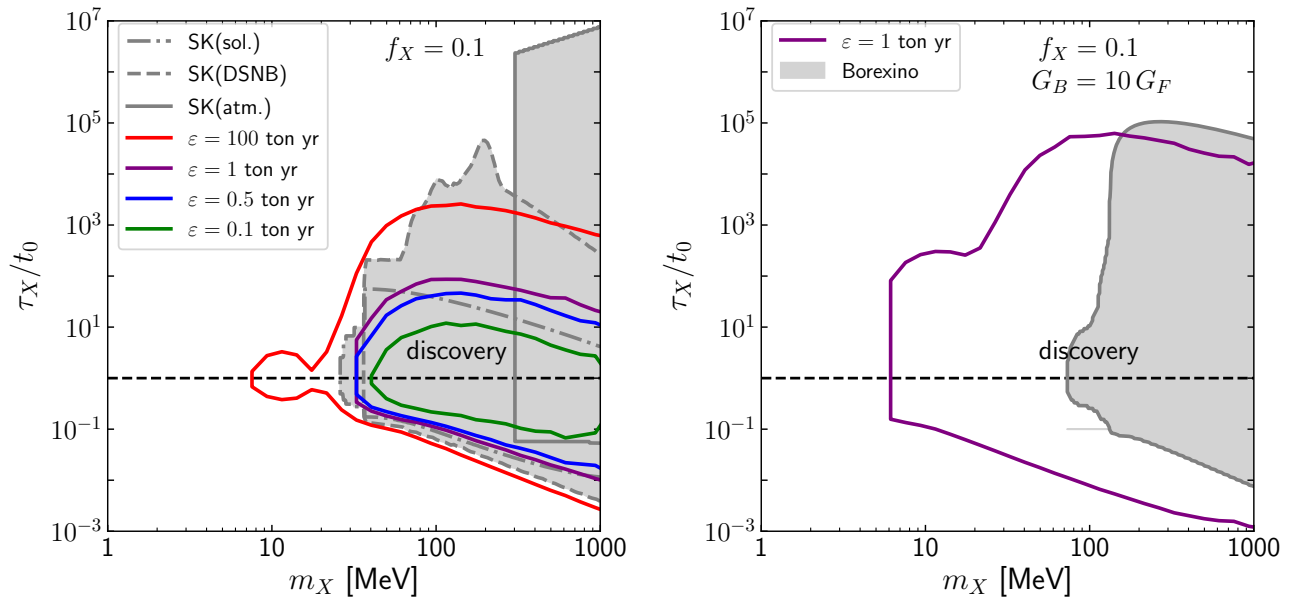 10^7
10^5
10^3
10^1
10^{-1}
10^{-3}
τ_X/t_0
SK(sol.)
SK(DSNB)
SK(atm.)
ε = 100 ton yr
ε = 1 ton yr
ε = 0.5 ton yr
ε = 0.1 ton yr
f_X = 0.1
discovery
1 10 100 1000
m_X [MeV]
10^7
10^5
10^3
10^1
10^{-1}
10^{-3}
τ_X/t_0
ε = 1 ton yr
Borexino
f_X = 0.1
G_B = 10 G_F
discovery
1 10 100 1000
m_X [MeV]